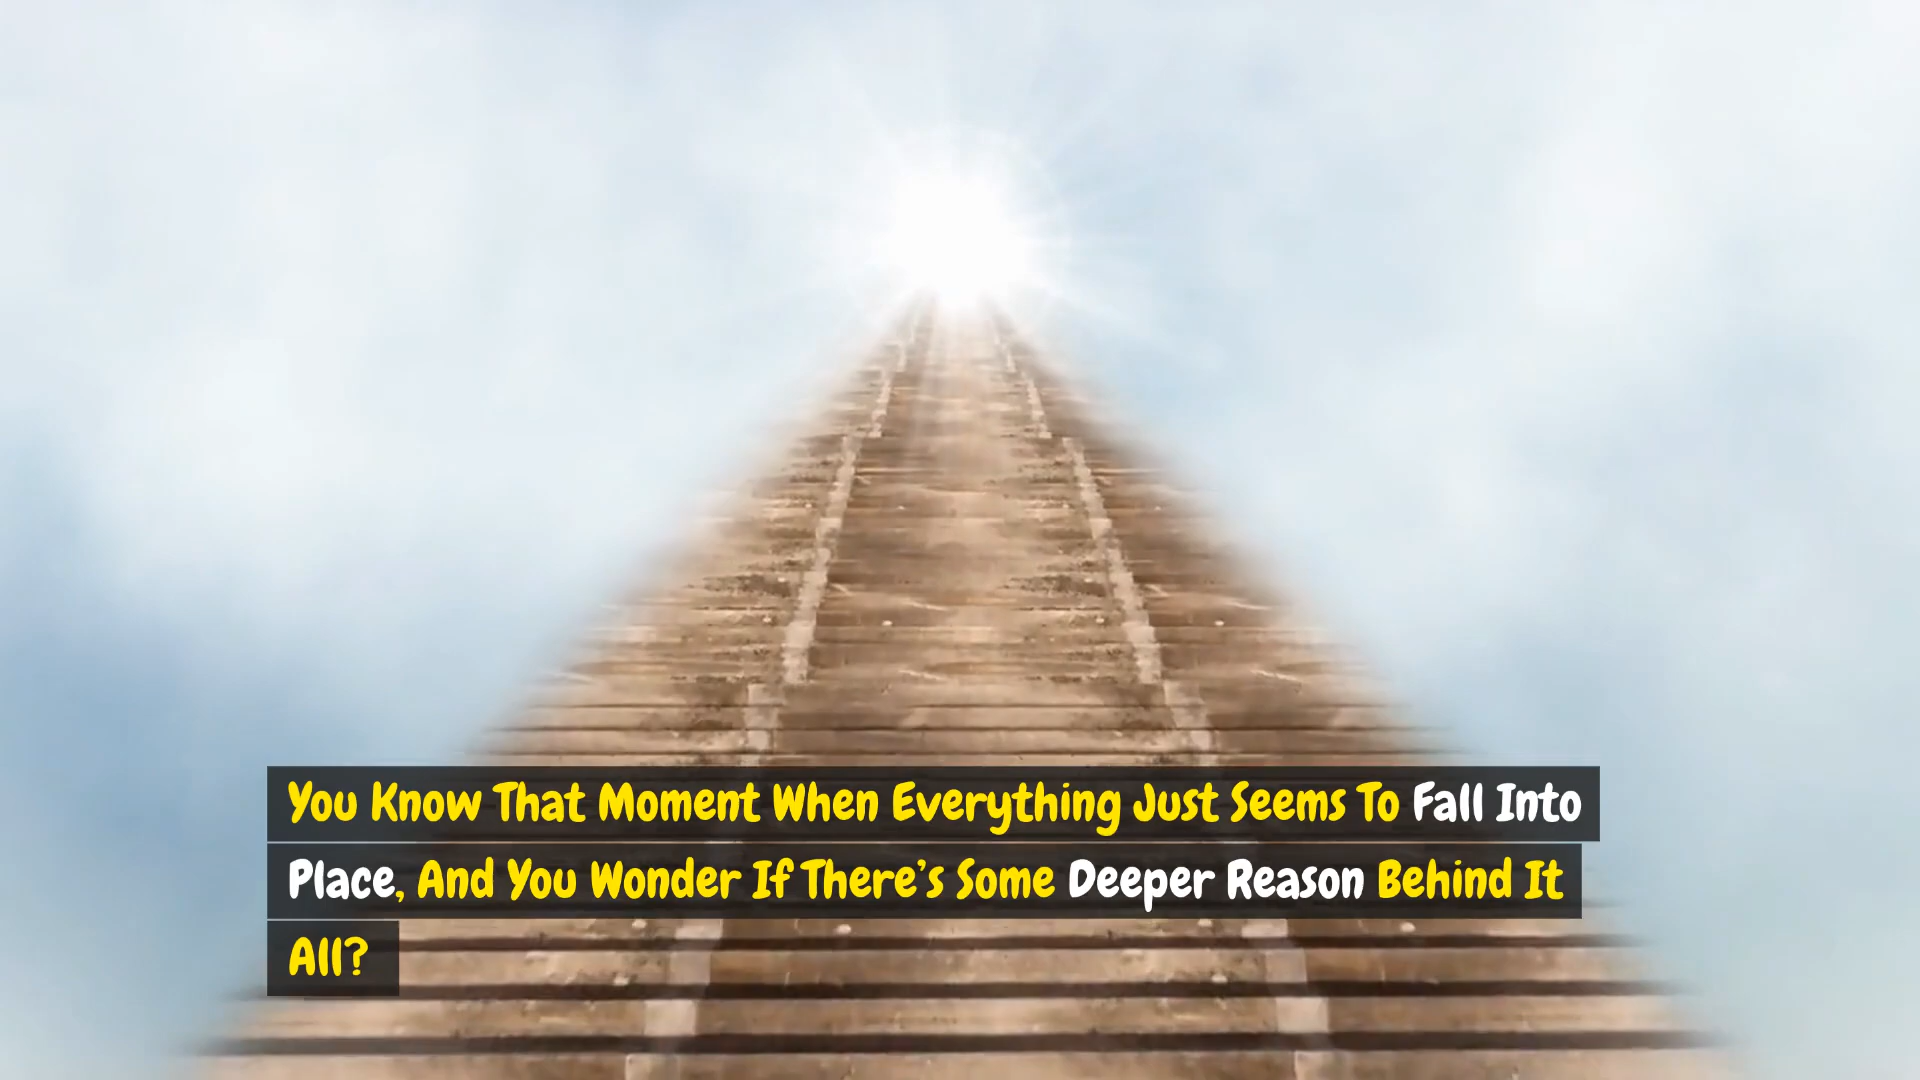 You Know That Moment When Everything Just Seems To Fall Into
Place, And You Wonder If There's Some Deeper Reason Behind It
All?